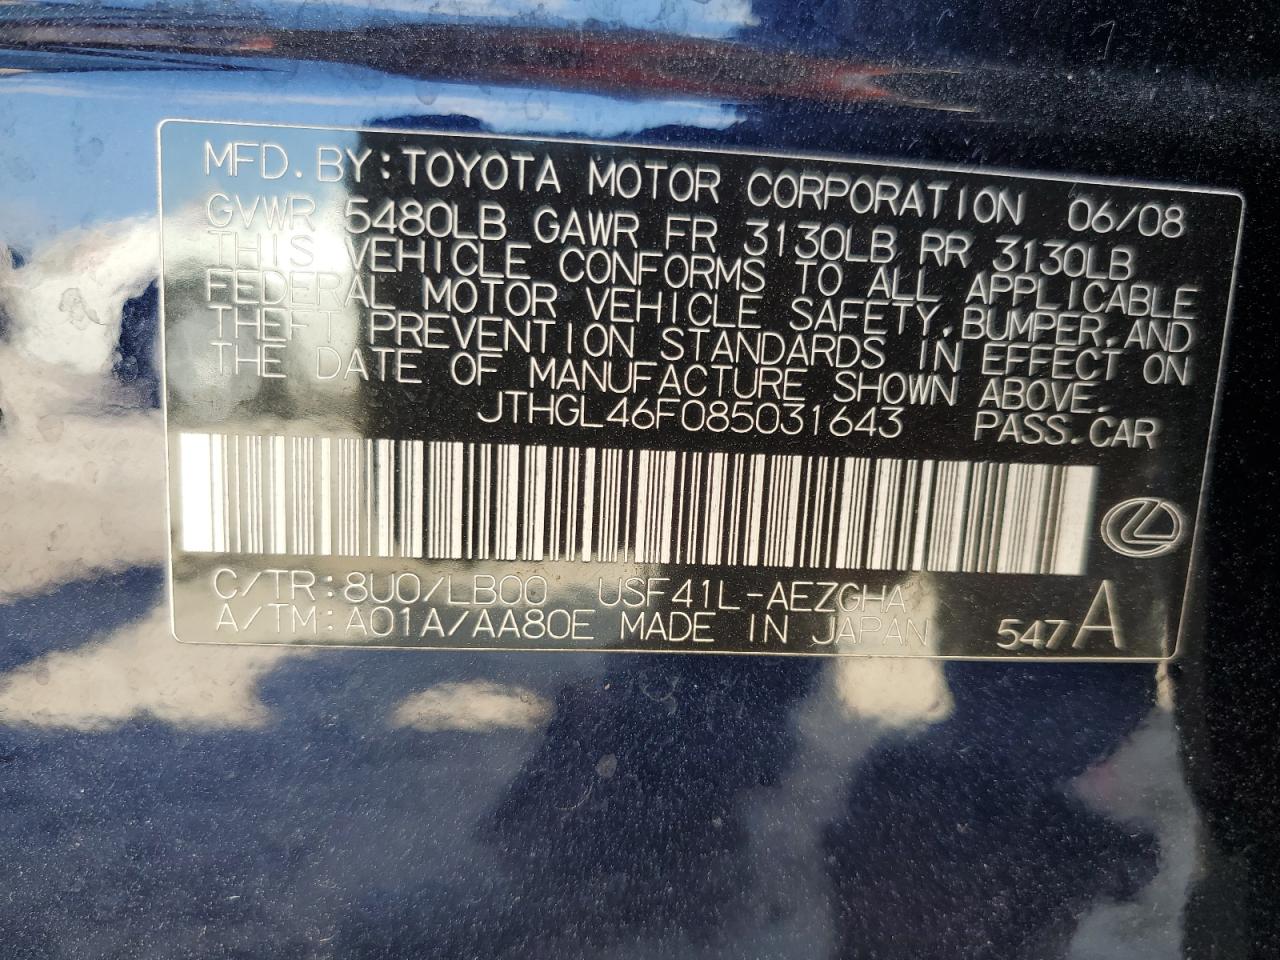 MFD. BY: TOYOTA MOTOR CORPORATION 06/08
GVWR 5480LB GAWR FR 3130LB RR 3130LB
THIS VEHICLE CONFORMS TO ALL APPLICABLE
FEDERAL MOTOR VEHICLE SAFETY, BUMPER, AND
THEFT PREVENTION STANDARDS IN EFFECT ON
THE DATE OF MANUFACTURE SHOWN ABOVE.
JTHGL46F085031643 PASS. CAR
C/TR: 8U0/LB00 USF41L-AEZGHA
A/TM: A01A/AA80E MADE IN JAPAN 547 A